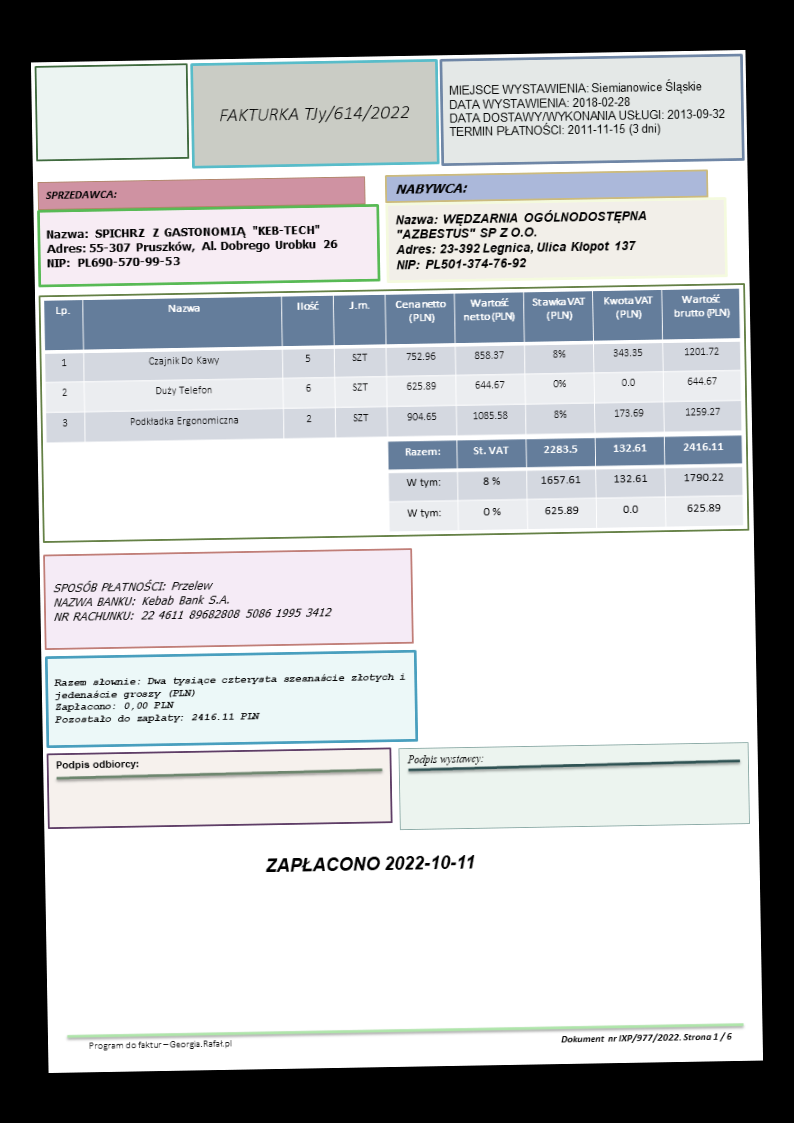 FAKTURKA TJy/614/2022
MIEJSCE WYSTAWIENIA: Siemianowice Śląskie
DATA WYSTAWIENIA: 2018-02-28
DATA DOSTAWY/WYKONANIA USŁUGI: 2013-09-32
TERMIN PŁATNOŚCI: 2011-11-15 (3 dni)
SPRZEDAWCA:
Nazwa: SPICHRZ Z GASTONOMIĄ "KEB-TECH"
Adres: 55-307 Pruszków, Al. Dobrego Urobku 26
NIP: PL690-570-99-53
NABYWCA:
Nazwa: WĘDZARNIA OGÓLNODOSTĘPNA
"AZBESTUS" SP Z O.O.
Adres: 23-392 Legnica, Ulica Kłopot 137
NIP: PL501-374-76-92
Lp. Nazwa Ilość J.m. Cena netto (PLN) Wartość netto (PLN) Stawka VAT (PLN) Kwota VAT (PLN) Wartość brutto (PLN)
1 Czajnik Do Kawy 5 SZT 752.96 858.37 8% 343.35 1201.72
2 Duży Telefon 6 SZT 625.89 644.67 0% 0.0 644.67
3 Podkładka Ergonomiczna 2 SZT 904.65 1085.58 8% 173.69 1259.27
Razem: St. VAT 2283.5 132.61 2416.11
W tym: 8 % 1657.61 132.61 1790.22
W tym: 0 % 625.89 0.0 625.89
SPOSÓB PŁATNOŚCI: Przelew
NAZWA BANKU: Kebab Bank S.A.
NR RACHUNKU: 22 4611 89682808 5086 1995 3412
Razem słownie: Dwa tysiące czterysta szesnaście złotych i
jedenaście groszy (PLN)
Zapłacono: 0,00 PLN
Pozostało do zapłaty: 2416.11 PLN
Podpis odbiorcy:
Podpis wystawcy:
ZAPŁACONO 2022-10-11
Program do faktur – Georgia.Rafał.pl
Dokument nr IXP/977/2022. Strona 1 / 6